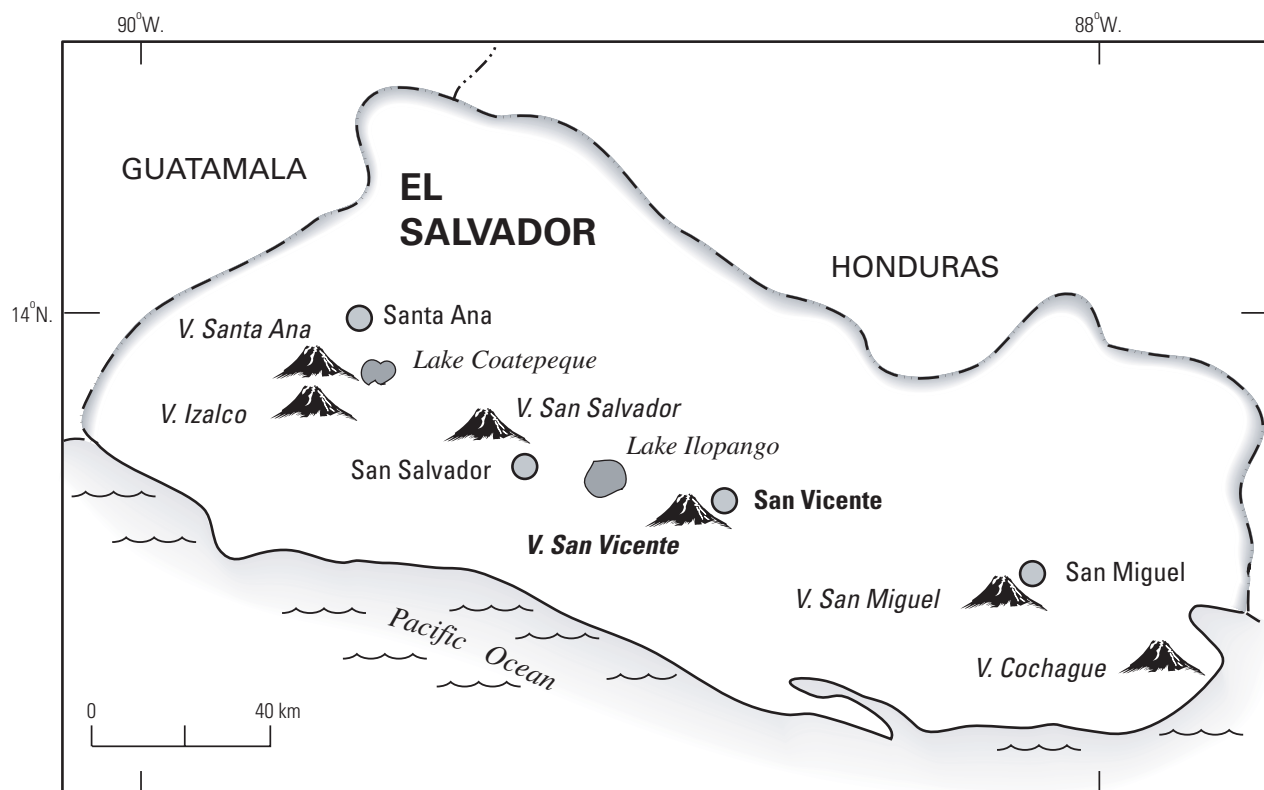 90°W.
88°W.
GUATAMALA
EL
SALVADOR
HONDURAS
14°N.
Santa Ana
V. Santa Ana
Lake Coatepeque
V. Izalco
V. San Salvador
Lake Ilopango
San Salvador
San Vicente
V. San Vicente
San Miguel
V. San Miguel
Pacific Ocean
V. Cochague
0
40 km